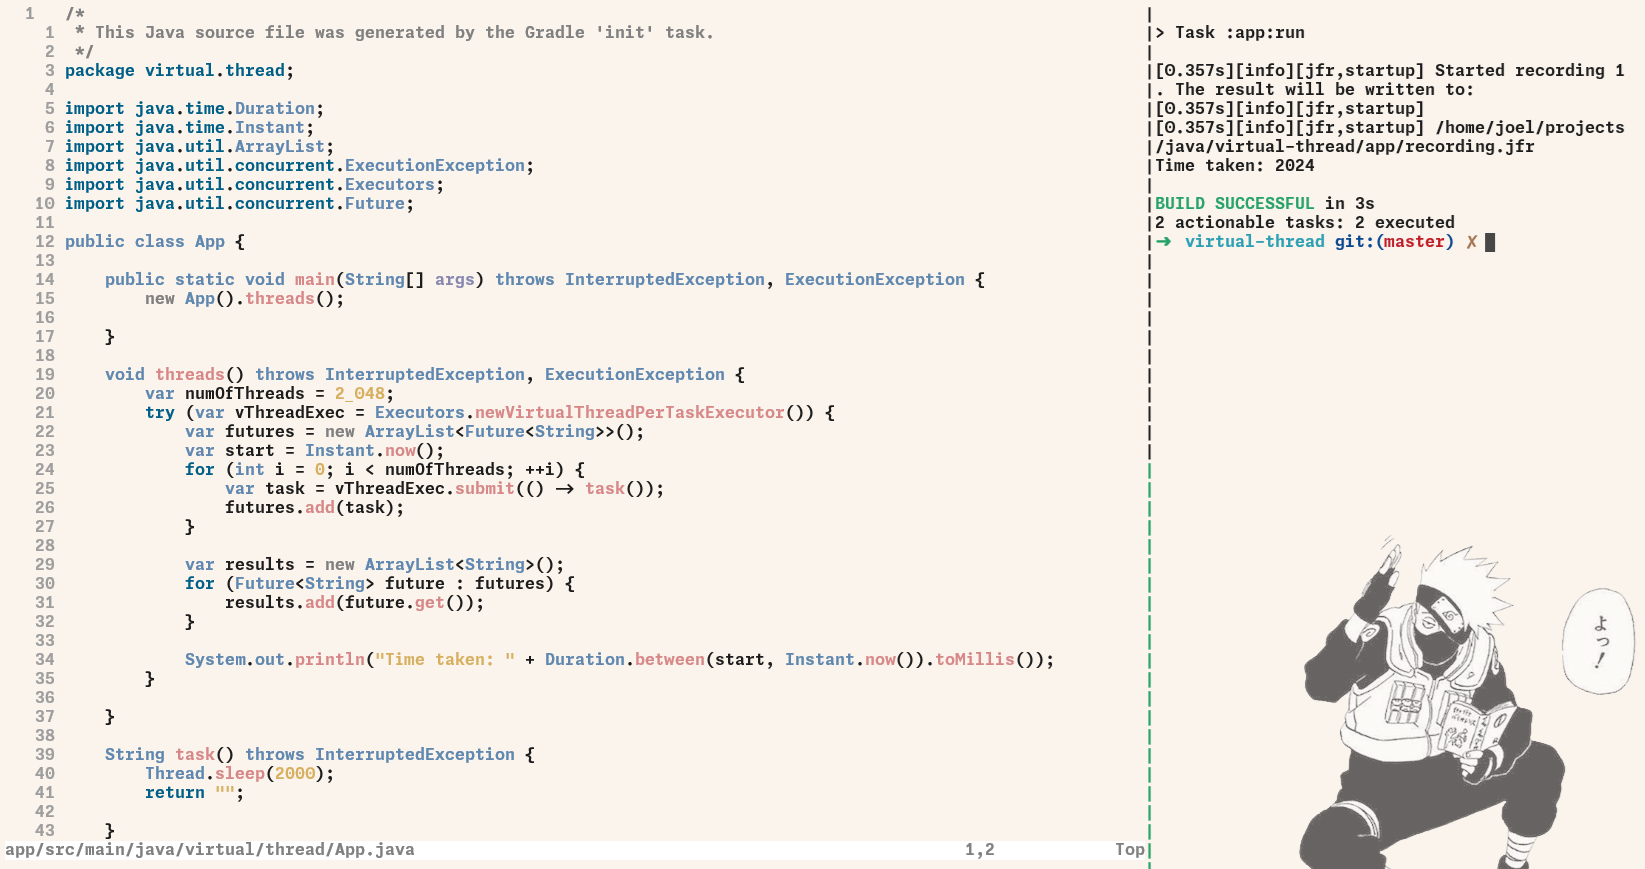 1 /*
1 * This Java source file was generated by the Gradle 'init' task.
2 */
3 package virtual.thread;
4
5 import java.time.Duration;
6 import java.time.Instant;
7 import java.util.ArrayList;
8 import java.util.concurrent.ExecutionException;
9 import java.util.concurrent.Executors;
10 import java.util.concurrent.Future;
11
12 public class App {
13
14     public static void main(String[] args) throws InterruptedException, ExecutionException {
15         new App().threads();
16
17     }
18
19     void threads() throws InterruptedException, ExecutionException {
20         var numOfThreads = 2_048;
21         try (var vThreadExec = Executors.newVirtualThreadPerTaskExecutor()) {
22             var futures = new ArrayList<Future<String>>();
23             var start = Instant.now();
24             for (int i = 0; i < numOfThreads; ++i) {
25                 var task = vThreadExec.submit(() -> task());
26                 futures.add(task);
27             }
28
29             var results = new ArrayList<String>();
30             for (Future<String> future : futures) {
31                 results.add(future.get());
32             }
33
34             System.out.println("Time taken: " + Duration.between(start, Instant.now()).toMillis());
35         }
36
37     }
38
39     String task() throws InterruptedException {
40         Thread.sleep(2000);
41         return "";
42
43     }
app/src/main/java/virtual/thread/App.java 1,2 Top
> Task :app:run
[0.357s][info][jfr,startup] Started recording 1
. The result will be written to:
[0.357s][info][jfr,startup]
[0.357s][info][jfr,startup] /home/joel/projects
/java/virtual-thread/app/recording.jfr
Time taken: 2024
BUILD SUCCESSFUL in 3s
2 actionable tasks: 2 executed
➜ virtual-thread git:(master) ✗
よっ!